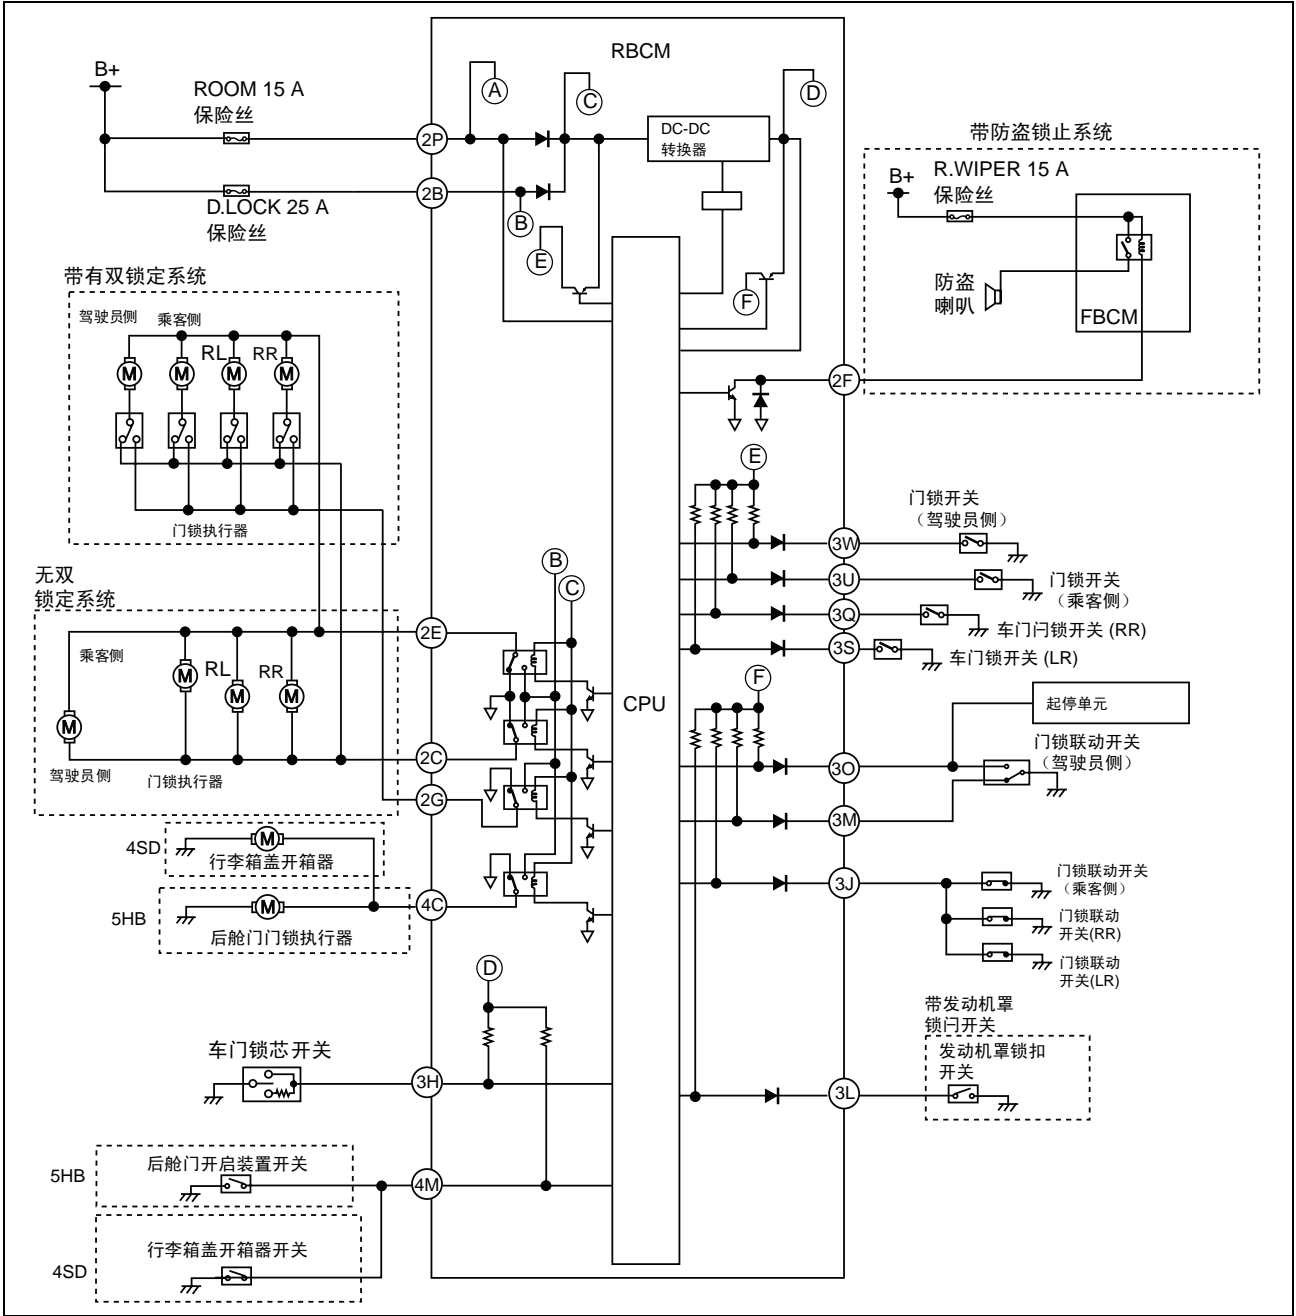 RBCM
B+
ROOM 15 A
保险丝
A
C
D
DC-DC
转换器
2P
D.LOCK 25 A
保险丝
2B
B
E
F
带防盗锁止系统
B+
R.WIPER 15 A
保险丝
防盗
喇叭
FBCM
2F
带有双锁定系统
驾驶员侧
乘客侧
RL
RR
M
M
M
M
门锁执行器
无双
锁定系统
乘客侧
RL
RR
M
M
M
M
驾驶员侧
门锁执行器
2E
2C
2G
B
C
CPU
E
门锁开关
（驾驶员侧）
3W
3U
门锁开关
（乘客侧）
3Q
车门闩锁开关 (RR)
3S
车门锁开关 (LR)
F
起停单元
门锁联动开关
（驾驶员侧）
3O
3M
3J
门锁联动开关
（乘客侧）
门锁联动
开关(RR)
门锁联动
开关(LR)
4SD
M
行李箱盖开箱器
5HB
M
后舱门门锁执行器
4C
D
车门锁芯开关
3H
带发动机罩
锁闩开关
发动机罩锁扣
开关
3L
5HB
后舱门开启装置开关
4M
4SD
行李箱盖开箱器开关